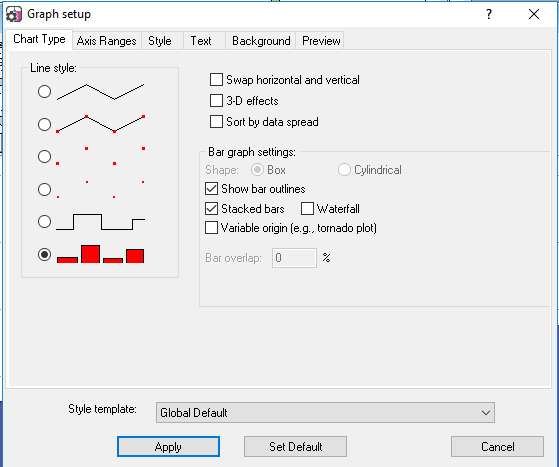 Graph setup
Chart Type Axis Ranges Style Text Background Preview
Line style:
Swap horizontal and vertical
3-D effects
Sort by data spread
Bar graph settings:
Shape: Box Cylindrical
Show bar outlines
Stacked bars Waterfall
Variable origin (e.g., tornado plot)
Bar overlap: 0 %
Style template: Global Default
Apply Set Default Cancel